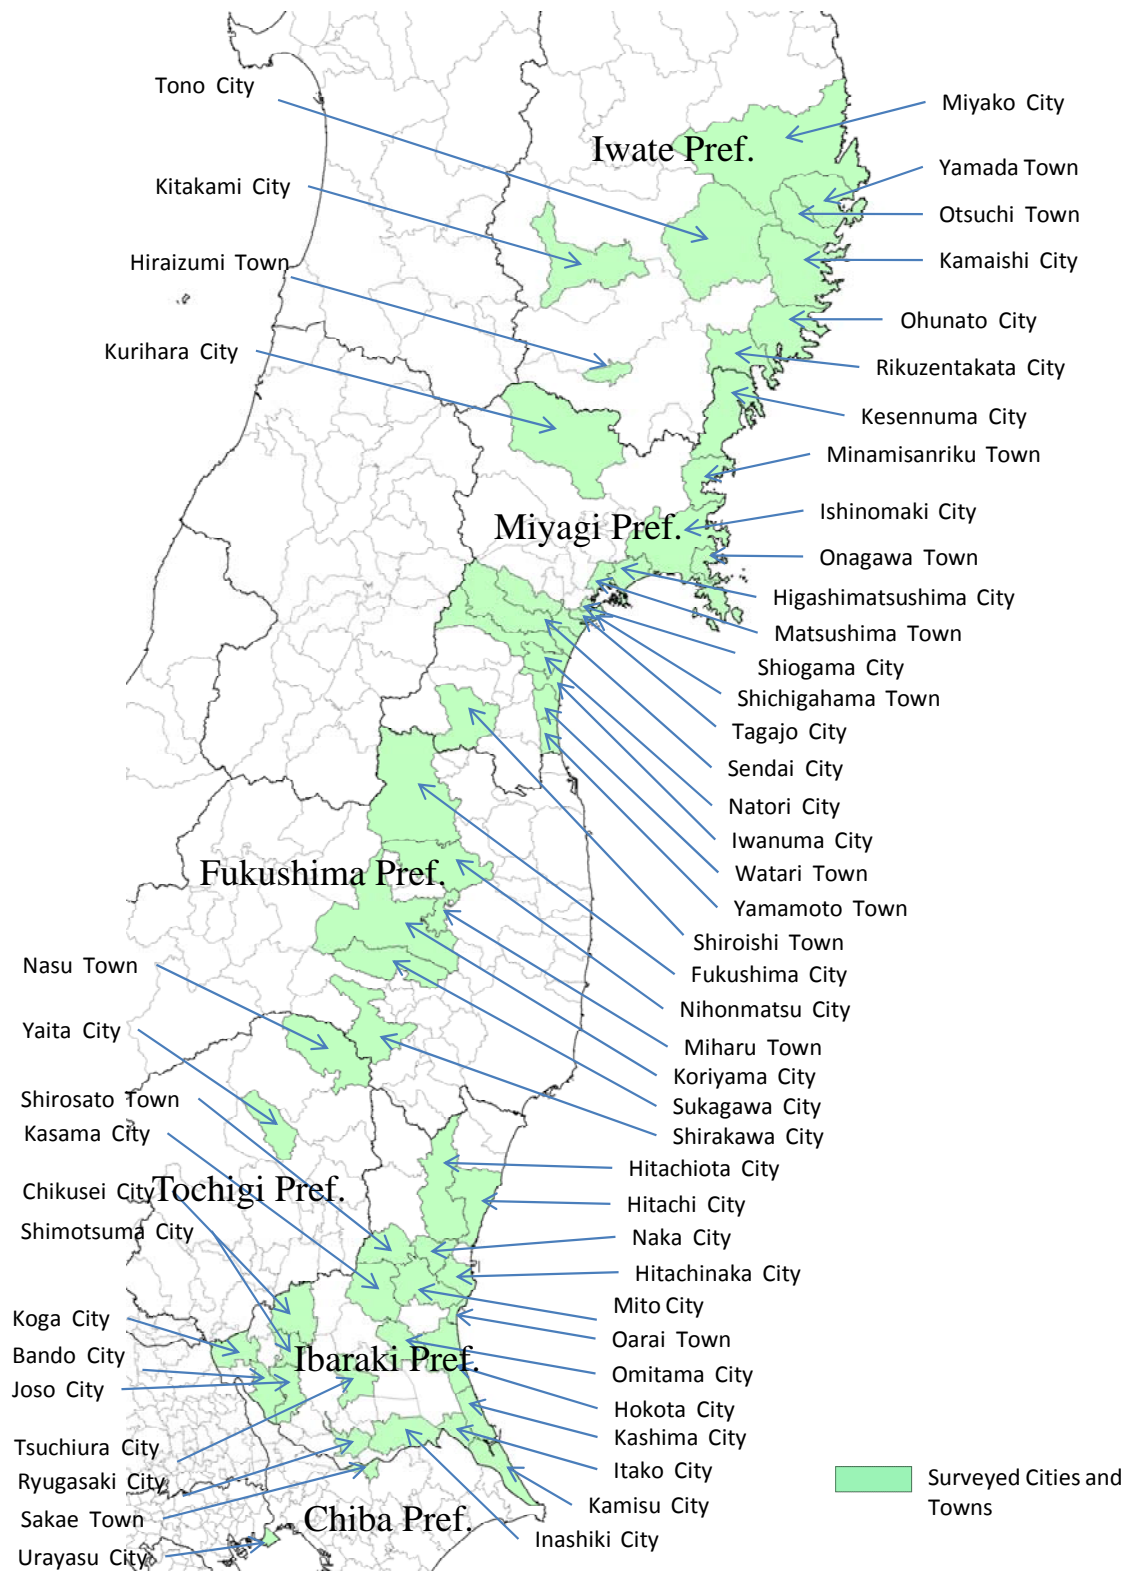 Tono City
Miyako City
Iwate Pref.
Yamada Town
Kitakami City
Otsuchi Town
Hiraizumi Town
Kamaishi City
Ohunato City
Kurihara City
Rikuzentakata City
Kesennuma City
Minamisanriku Town
Miyagi Pref.
Ishinomaki City
Onagawa Town
Higashimatsushima City
Matsushima Town
Shiogama City
Shichigahama Town
Tagajo City
Sendai City
Natori City
Iwanuma City
Fukushima Pref.
Watari Town
Yamamoto Town
Shiroishi Town
Nasu Town
Fukushima City
Nihonmatsu City
Yaita City
Miharu Town
Koriyama City
Shirosato Town
Sukagawa City
Kasama City
Shirakawa City
Hitachiota City
Chikusei City
Tochigi Pref.
Hitachi City
Shimotsuma City
Naka City
Hitachinaka City
Mito City
Koga City
Oarai Town
Bando City
Ibaraki Pref.
Omitama City
Joso City
Hokota City
Kashima City
Tsuchiura City
Itako City
Ryugasaki City
Surveyed Cities and
Towns
Kamisu City
Sakae Town
Chiba Pref.
Inashiki City
Urayasu City